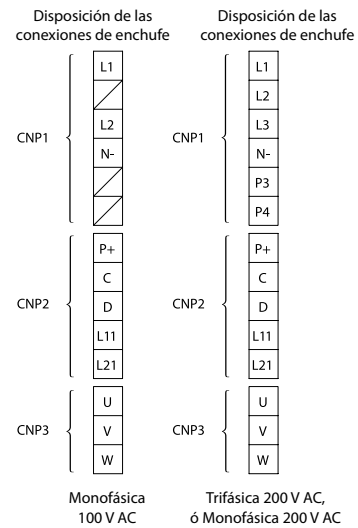 Disposición de las
conexiones de enchufe
CNP1
L1
L2
N-
CNP2
P+
C
D
L11
L21
CNP3
U
V
W
Monofásica
100 V AC
Disposición de las
conexiones de enchufe
CNP1
L1
L2
L3
N-
P3
P4
CNP2
P+
C
D
L11
L21
CNP3
U
V
W
Trifásica 200 V AC,
ó Monofásica 200 V AC